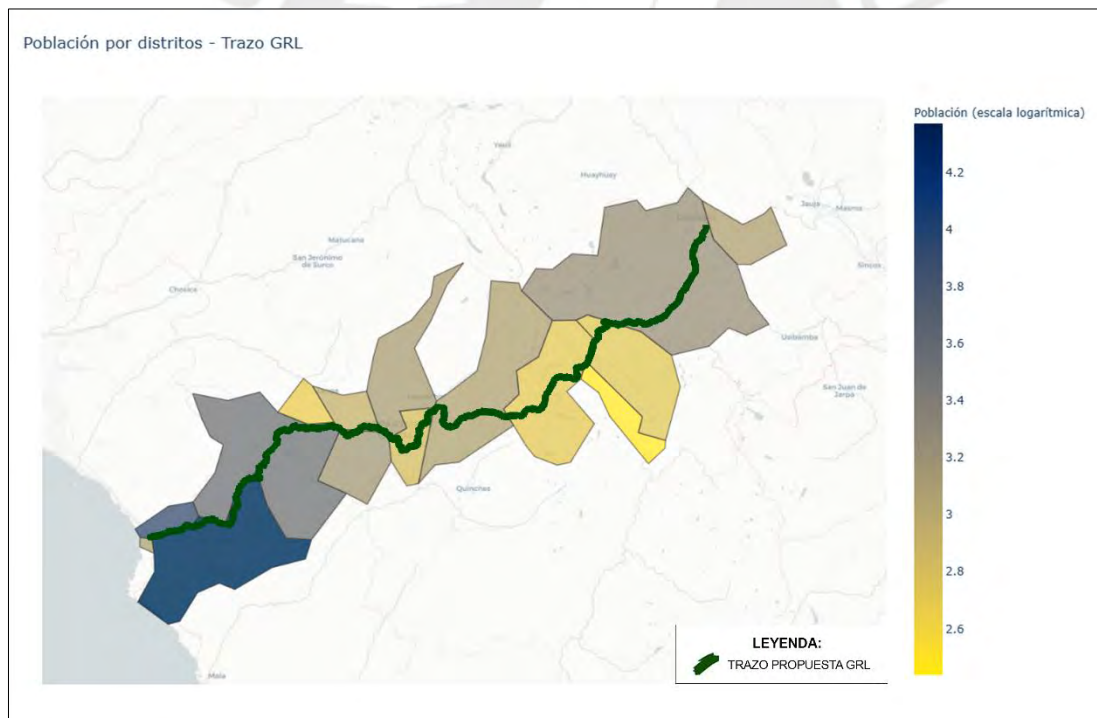 Población por distritos - Trazo GRL
Población (escala logarítmica)
4.2
4
3.8
3.6
3.4
3.2
3
2.8
2.6
Yauli
Huayhuay
Jauja
Masma
Matucana
San Jerónimo
de Surco
Sincos
Chosica
San Juan de
Jarpa
Quinches
Mala
LEYENDA:
TRAZO PROPUESTA GRL